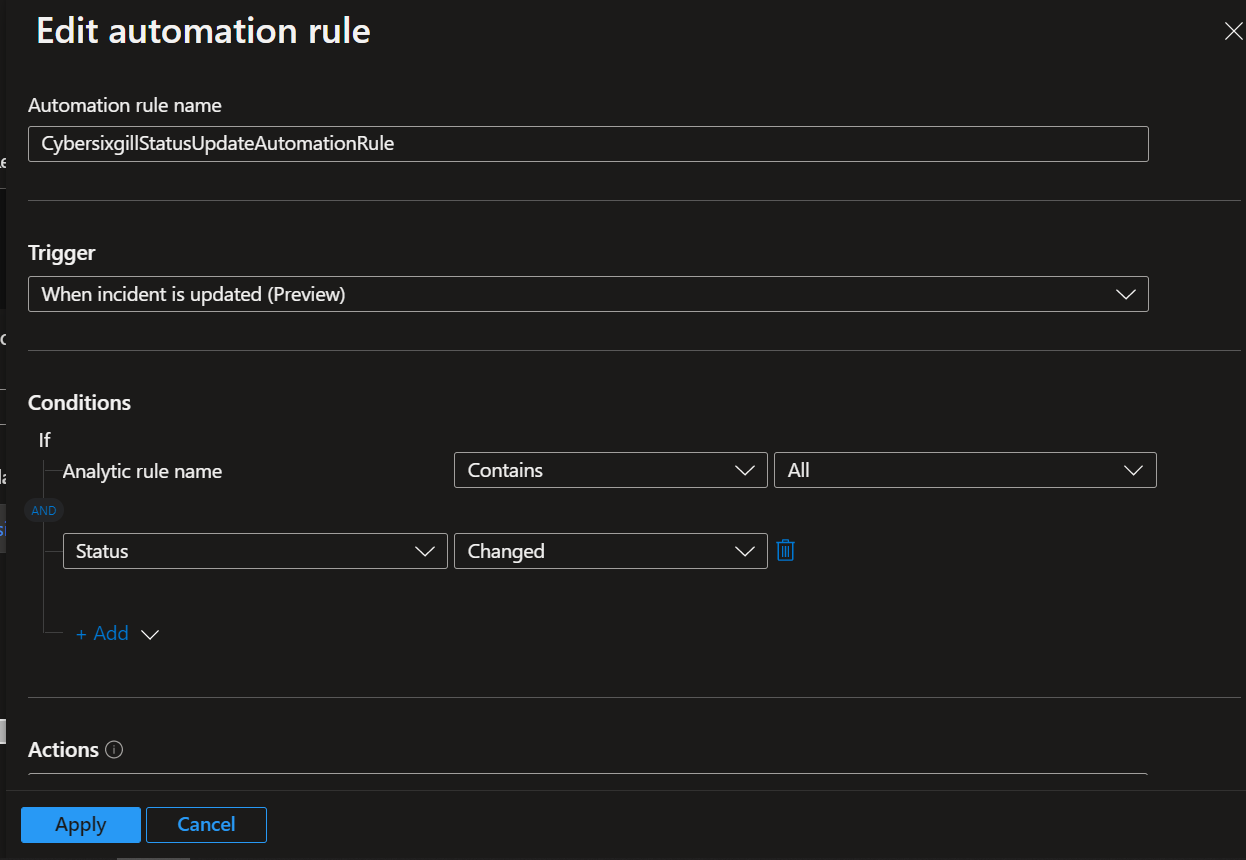 Edit automation rule
Automation rule name
CybersixgillStatusUpdateAutomationRule
Trigger
When incident is updated (Preview)
Conditions
If
Analytic rule name Contains All
AND
Status Changed
+ Add
Actions
Apply Cancel